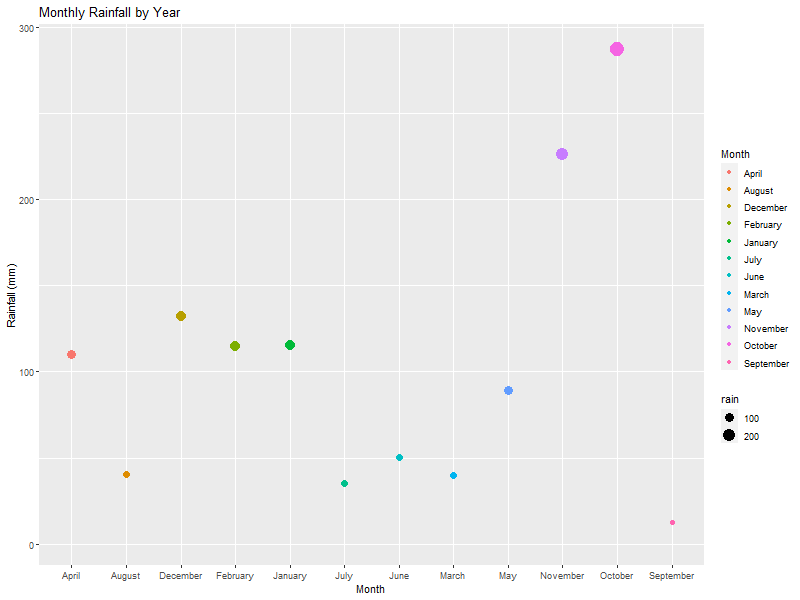 Monthly Rainfall by Year
300
200
100
0
Rainfall (mm)
April August December February January July June March May November October September
Month
Month
April
August
December
February
January
July
June
March
May
November
October
September
rain
100
200